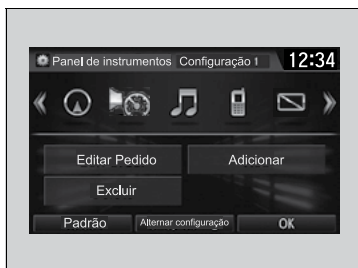 Panel de instrumentos Configuração 1 12:34
Editar Pedido Adicionar
Excluir
Padrão Alternar configuração OK